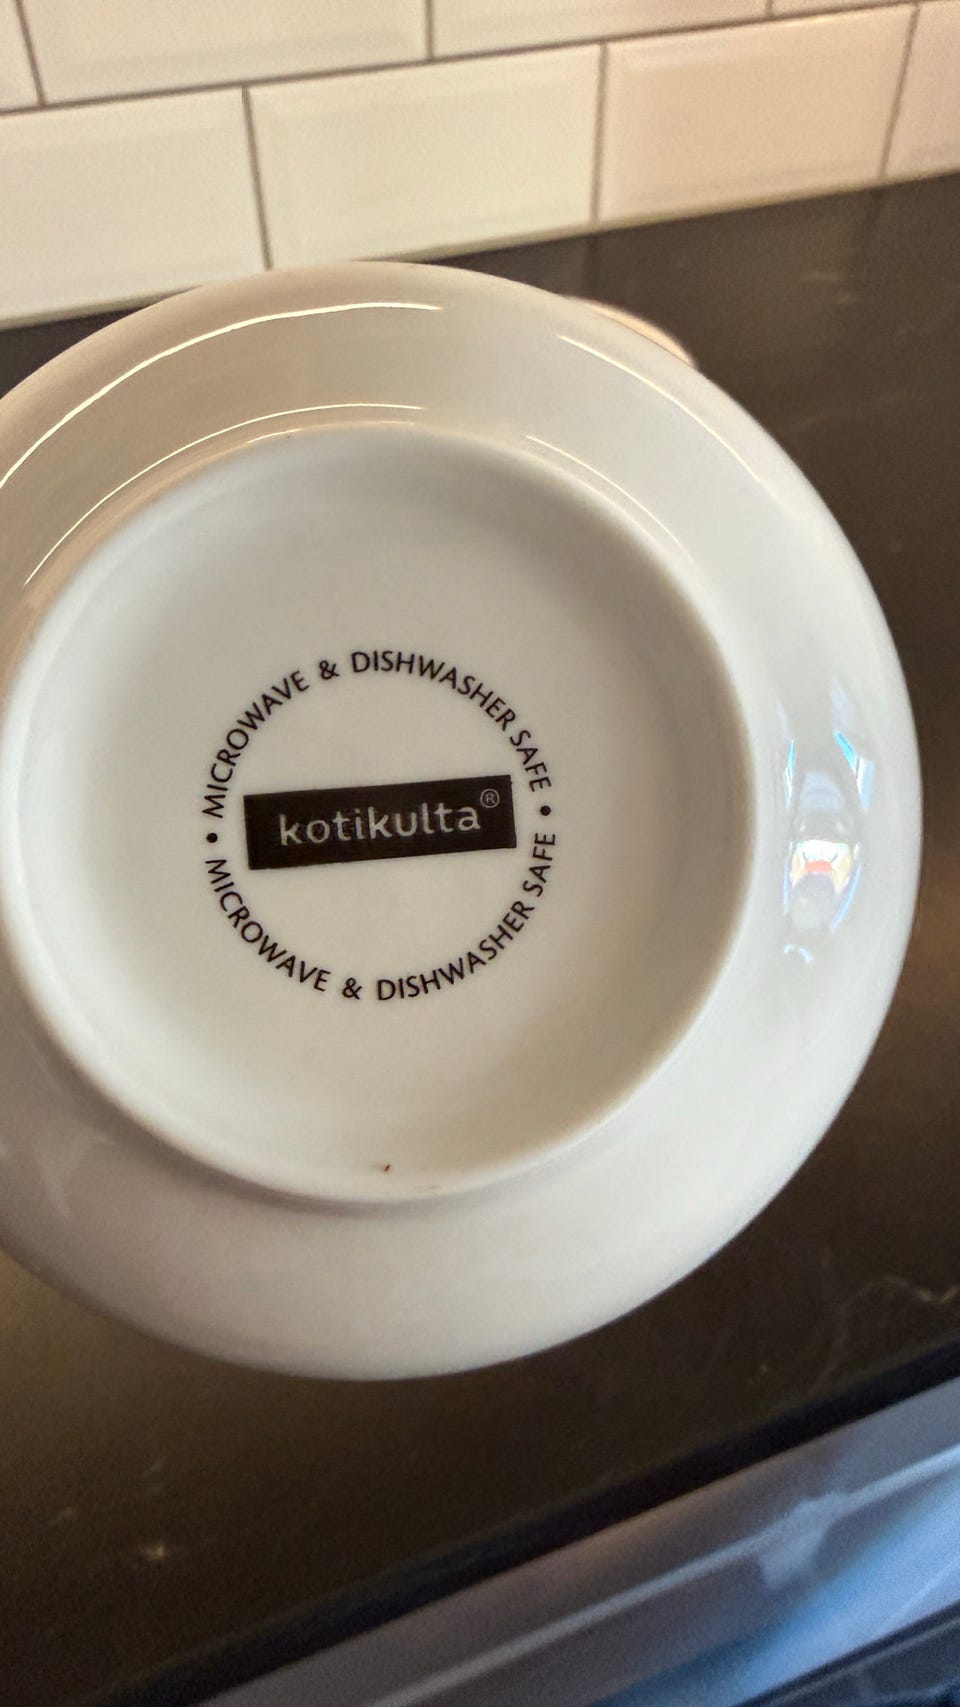 • MICROWAVE & DISHWASHER SAFE •
kotikulta®
MICROWAVE & DISHWASHER SAFE